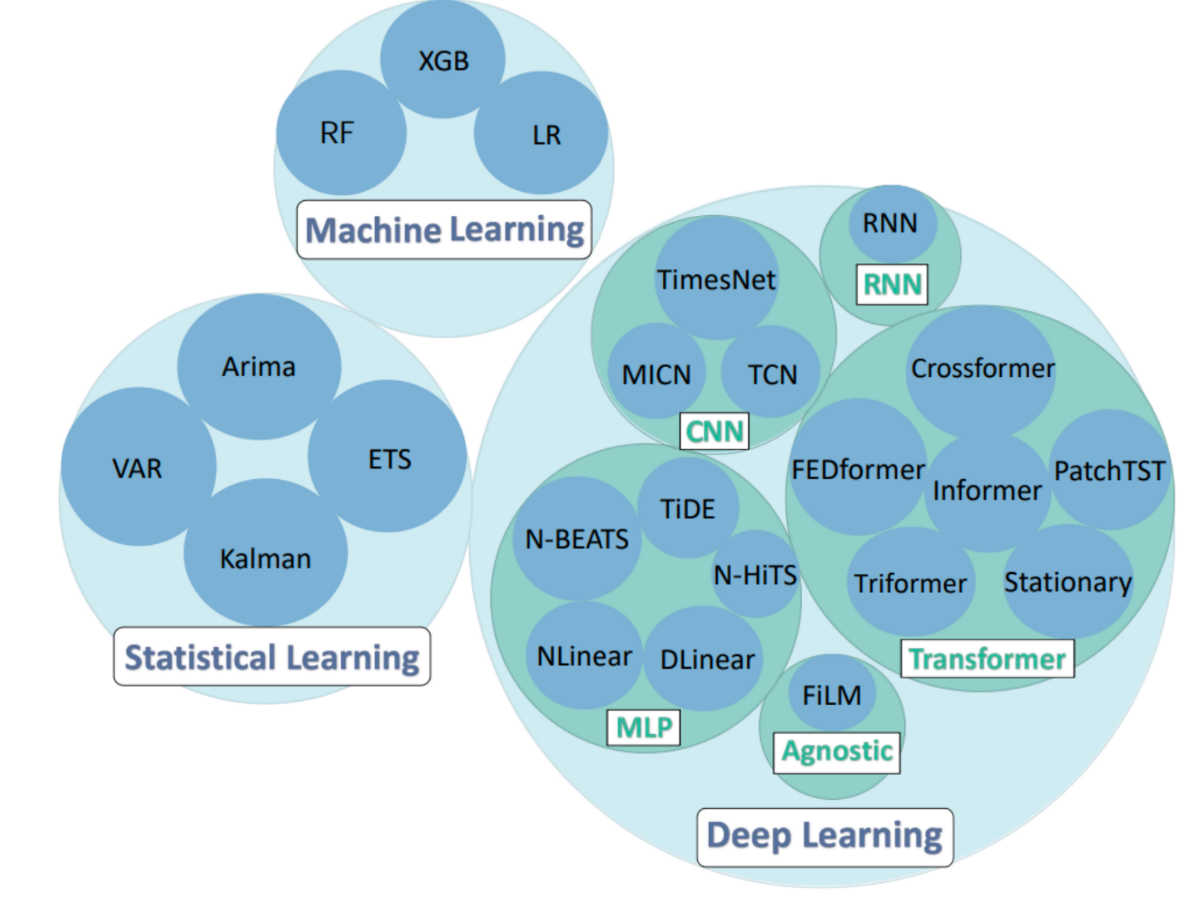 XGB
RF
LR
Machine Learning
Arima
VAR
ETS
Kalman
Statistical Learning
RNN
RNN
TimesNet
MICN
TCN
CNN
Crossformer
FEDformer
Informer
PatchTST
Triformer
Stationary
Transformer
TiDE
N-BEATS
N-HiTS
NLinear
DLinear
MLP
FiLM
Agnostic
Deep Learning